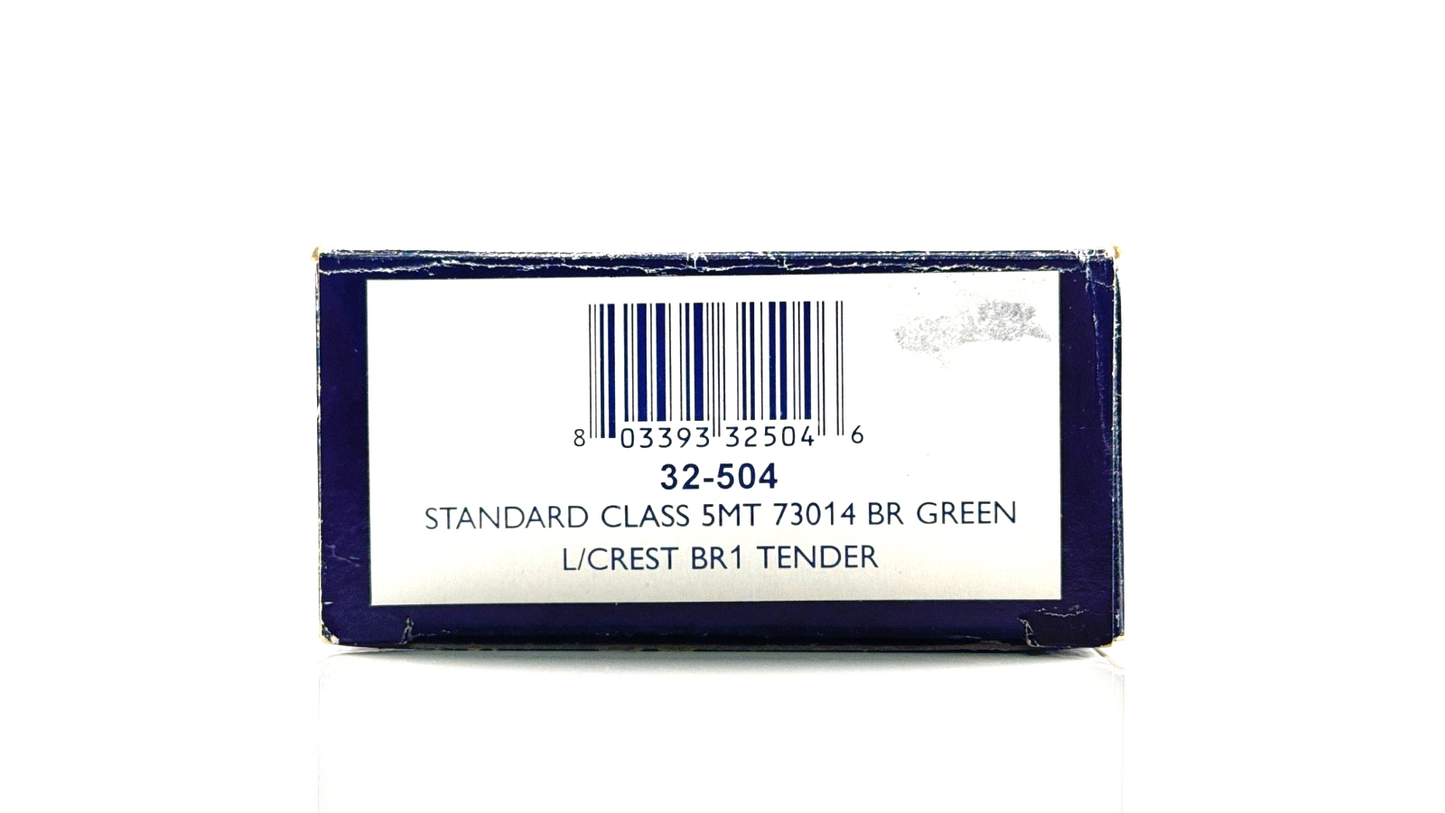 8 03393 32504 6
32-504
STANDARD CLASS 5MT 73014 BR GREEN
L/CREST BR1 TENDER